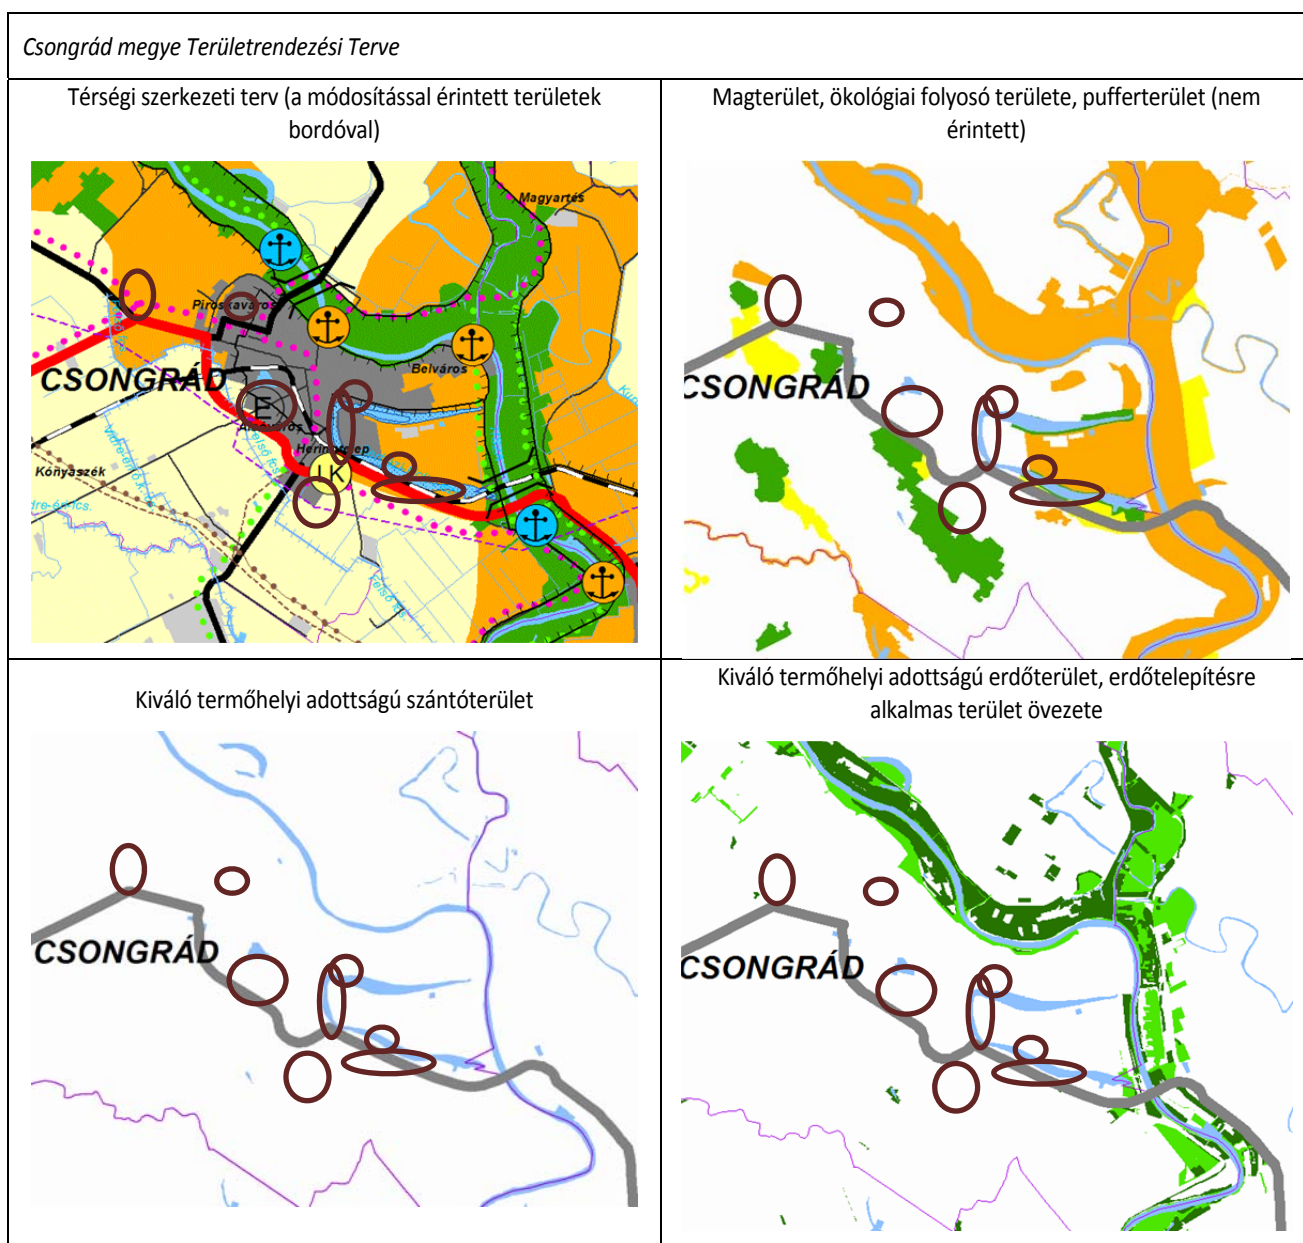 Csongrád megye Területrendezési Terve
Térségi szerkezeti terv (a módosítással érintett területek
bordóval)
Magyartés
Piroskaváros
Belváros
CSONGRÁD
E
Kónyaszék
Magterület, ökológiai folyosó területe, pufferterület (nem
érintett)
CSONGRÁD
Kiváló termőhelyi adottságú szántóterület
CSONGRÁD
Kiváló termőhelyi adottságú erdőterület, erdőtelepítésre
alkalmas terület övezete
CSONGRÁD